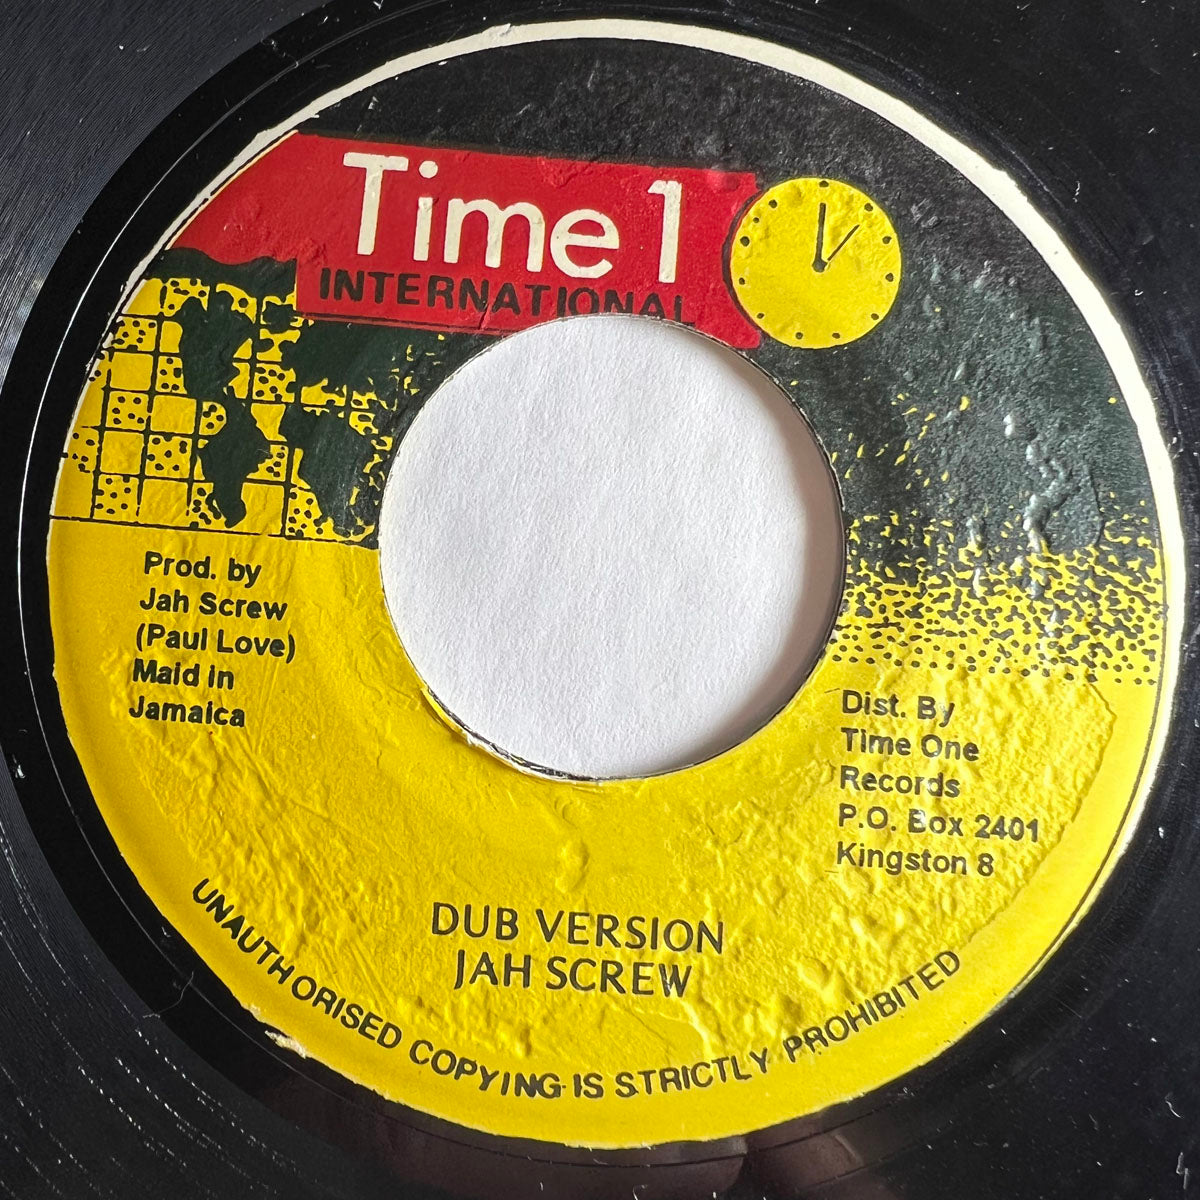 Time 1
INTERNATIONAL
Prod. by
Jah Screw
(Paul Love)
Maid in
Jamaica
Dist. By
Time One
Records
P.O. Box 2401
Kingston 8
DUB VERSION
JAH SCREW
UNAUTHORISED COPYING IS STRICTLY PROHIBITED